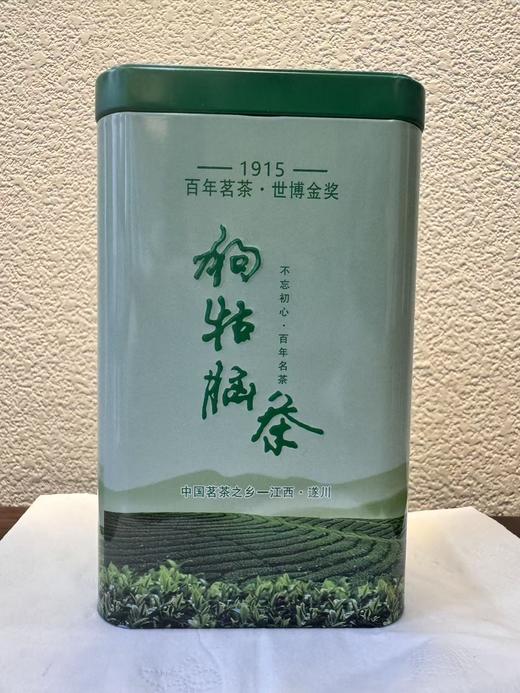 1915
百年茗茶·世博金奖
狗牯脑茶
不忘初心·百年名茶
中国茗茶之乡—江西·遂川